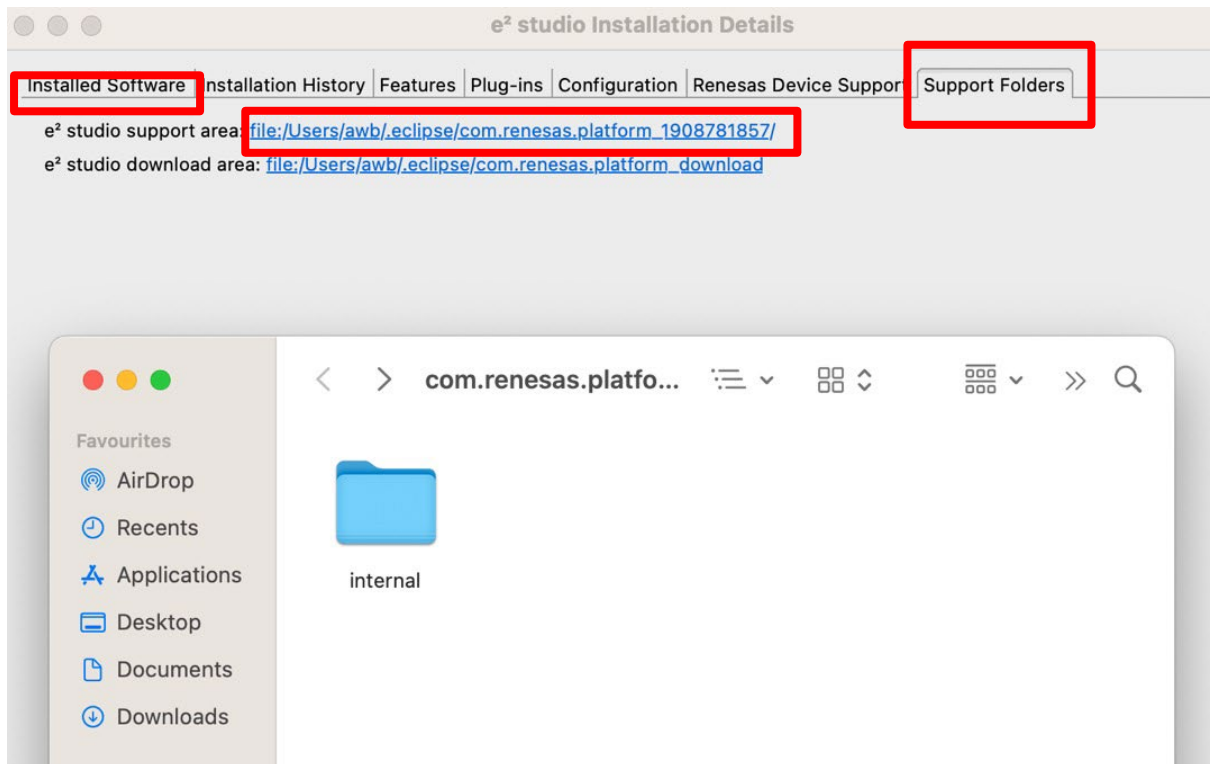 e² studio Installation Details
Installed Software Installation History Features Plug-ins Configuration Renesas Device Support Support Folders
e² studio support area: file:/Users/awb/.eclipse/com.renesas.platform_1908781857/
e² studio download area: file:/Users/awb/.eclipse/com.renesas.platform_download
com.renesas.platfo...
Favourites
AirDrop
Recents
Applications
Desktop
Documents
Downloads
internal